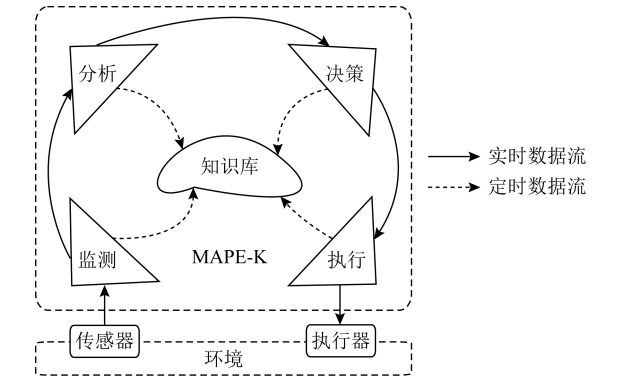 分析
决策
知识库
实时数据流
定时数据流
监测
MAPE-K
执行
传感器
执行器
环境